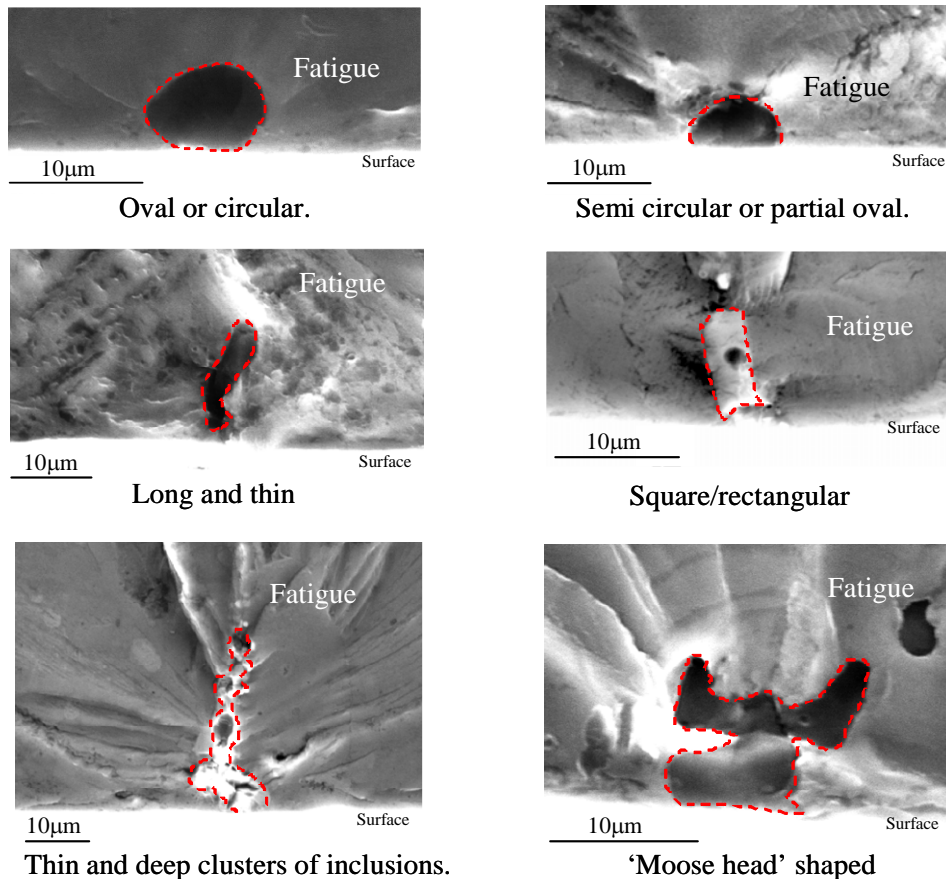 Fatigue
Surface
10μm
Oval or circular.
Fatigue
Surface
10μm
Semi circular or partial oval.
Fatigue
Surface
10μm
Long and thin
Fatigue
Surface
10μm
Square/rectangular
Fatigue
Surface
10μm
Thin and deep clusters of inclusions.
Fatigue
Surface
10μm
‘Moose head’ shaped